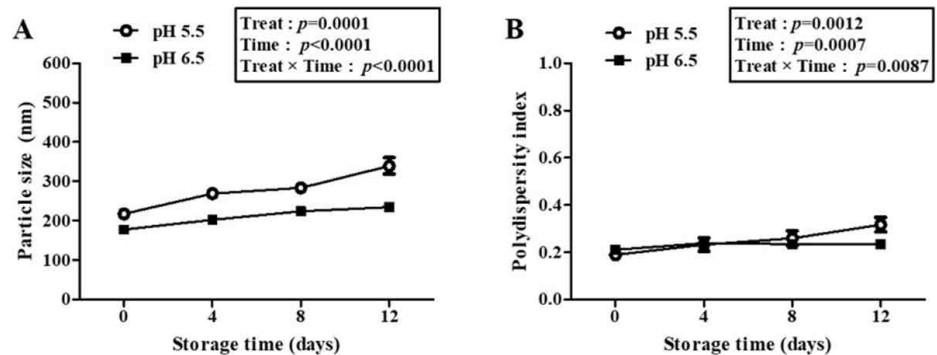 A
pH 5.5
pH 6.5
Treat : p=0.0001
Time : p<0.0001
Treat × Time : p<0.0001
600
500
400
300
200
100
0
Particle size (nm)
0 4 8 12
Storage time (days)
B
pH 5.5
pH 6.5
Treat : p=0.0012
Time : p=0.0007
Treat × Time : p=0.0087
1.0
0.8
0.6
0.4
0.2
0.0
Polydispersity index
0 4 8 12
Storage time (days)